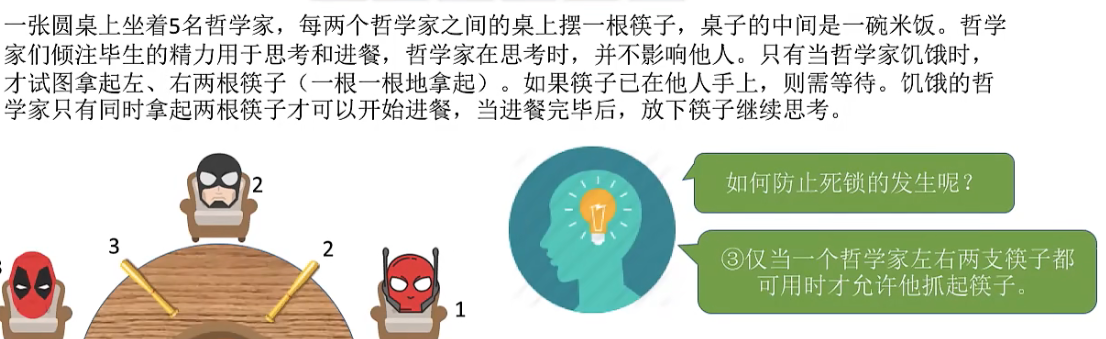 一张圆桌上坐着5名哲学家，每两个哲学家之间的桌上摆一根筷子，桌子的中间是一碗米饭。哲学
家们倾注毕生的精力用于思考和进餐，哲学家在思考时，并不影响他人。只有当哲学家饥饿时，
才试图拿起左、右两根筷子（一根一根地拿起）。如果筷子已在他人手上，则需等待。饥饿的哲
学家只有同时拿起两根筷子才可以开始进餐，当进餐完毕后，放下筷子继续思考。
2
如何防止死锁的发生呢？
3
2
③仅当一个哲学家左右两支筷子都
可用时才允许他抓起筷子。
1